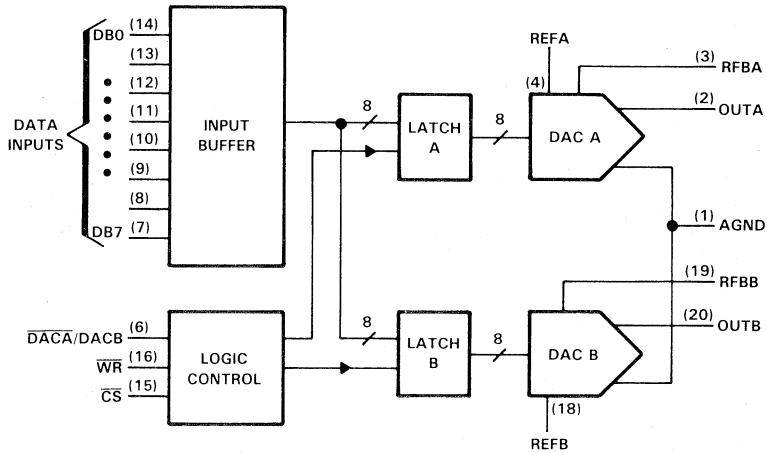 DB0 (14)
(13)
(12)
(11)
(10)
(9)
(8)
DB7 (7)
DATA
INPUTS
INPUT
BUFFER
8
LATCH
A
8
REFA
(4)
DAC A
(3) RFBA
(2) OUTA
(1) AGND
DACA/DACB (6)
WR (16)
CS (15)
LOGIC
CONTROL
8
LATCH
B
8
DAC B
(19) RFBB
(20) OUTB
(18)
REFB